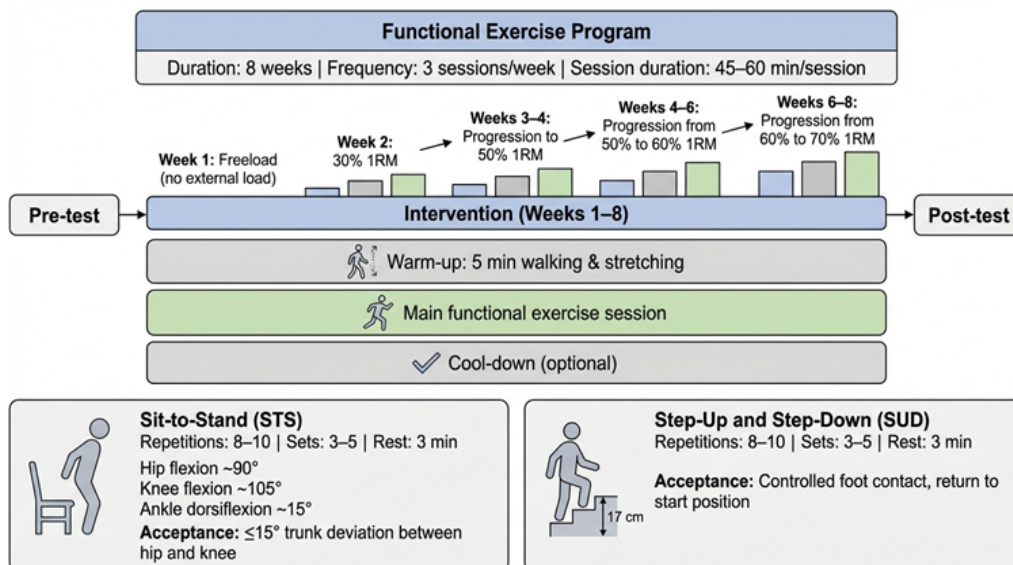 Functional Exercise Program
Duration: 8 weeks | Frequency: 3 sessions/week | Session duration: 45–60 min/session
Week 1: Freeload
(no external load)
Week 2:
30% 1RM
Weeks 3–4:
Progression to
50% 1RM
Weeks 4–6:
Progression from
50% to 60% 1RM
Weeks 6–8:
Progression from
60% to 70% 1RM
Pre-test
Intervention (Weeks 1–8)
Post-test
Warm-up: 5 min walking & stretching
Main functional exercise session
Cool-down (optional)
Sit-to-Stand (STS)
Repetitions: 8–10 | Sets: 3–5 | Rest: 3 min
Hip flexion ~90°
Knee flexion ~105°
Ankle dorsiflexion ~15°
Acceptance: ≤15° trunk deviation between
hip and knee
Step-Up and Step-Down (SUD)
Repetitions: 8–10 | Sets: 3–5 | Rest: 3 min
Acceptance: Controlled foot contact, return to
start position
17 cm